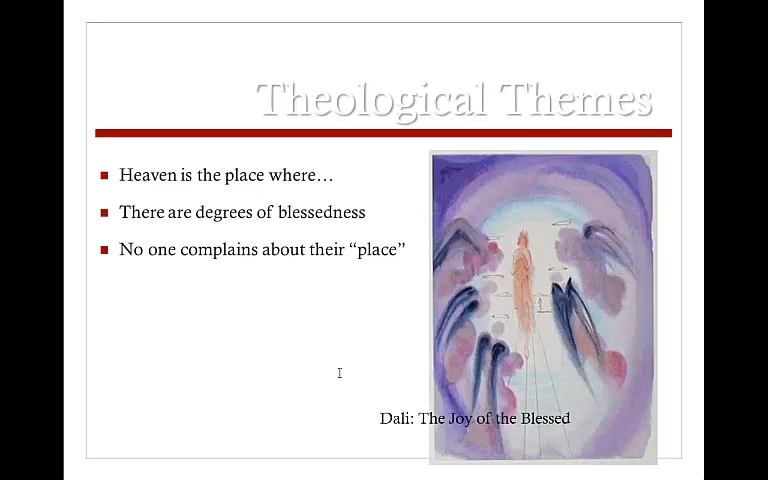 Theological Themes
Heaven is the place where…
There are degrees of blessedness
No one complains about their “place”
Dali: The Joy of the Blessed